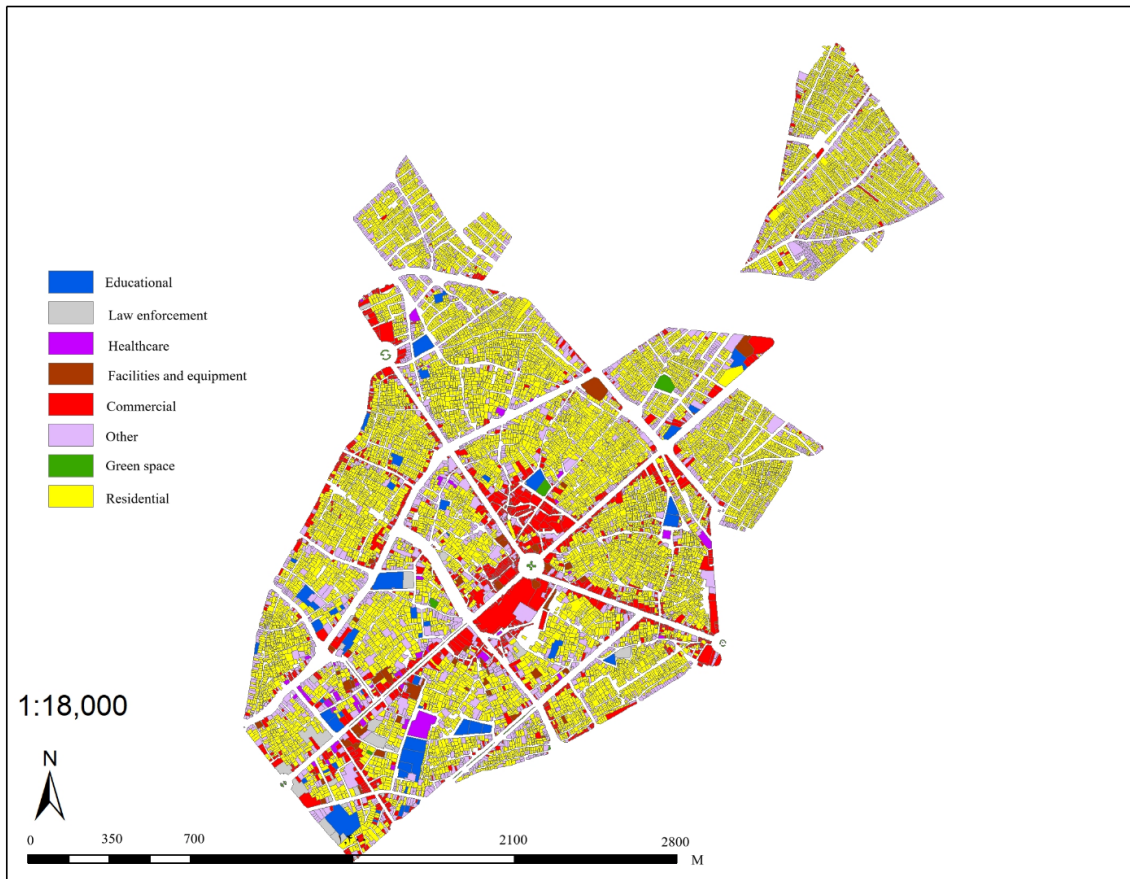 Educational
Law enforcement
Healthcare
Facilities and equipment
Commercial
Other
Green space
Residential
1:18,000
N
0 350 700 2100 2800
M